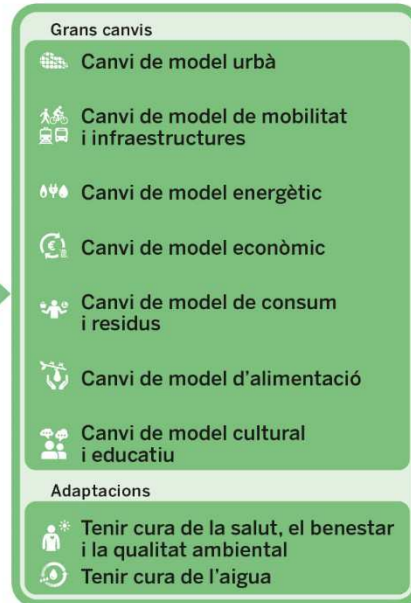 Grans canvis
Canvi de model urbà
Canvi de model de mobilitat
i infraestructures
Canvi de model energètic
Canvi de model econòmic
Canvi de model de consum
i residus
Canvi de model d'alimentació
Canvi de model cultural
i educatiu
Adaptacions
Tenir cura de la salut, el benestar
i la qualitat ambiental
Tenir cura de l'aigua